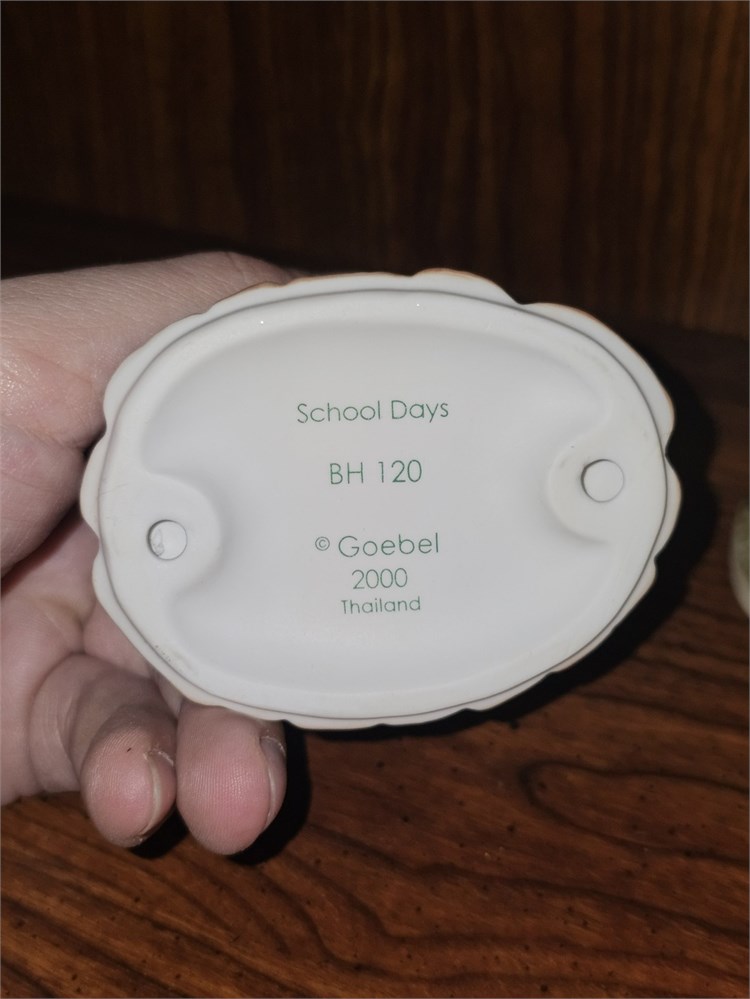 School Days
BH 120
© Goebel
2000
Thailand